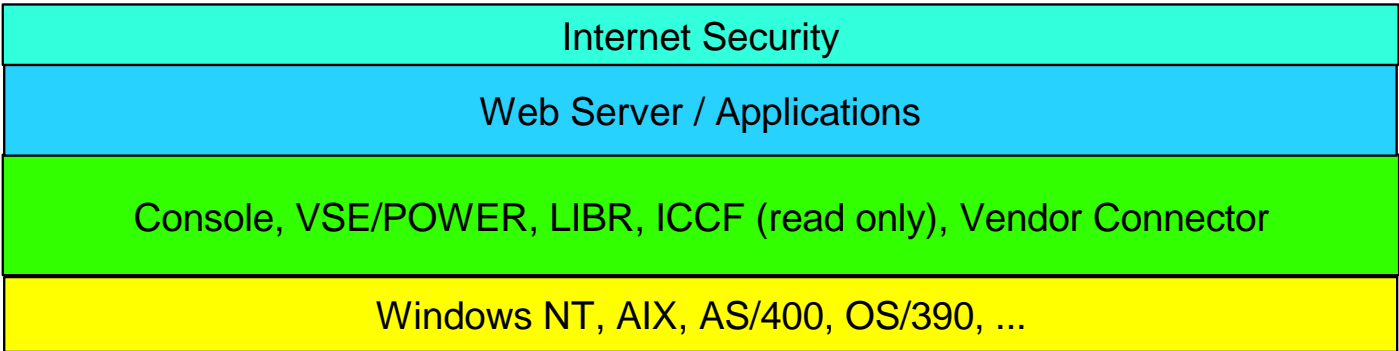 Internet Security
Web Server / Applications
Console, VSE/POWER, LIBR, ICCF (read only), Vendor Connector
Windows NT, AIX, AS/400, OS/390, ...